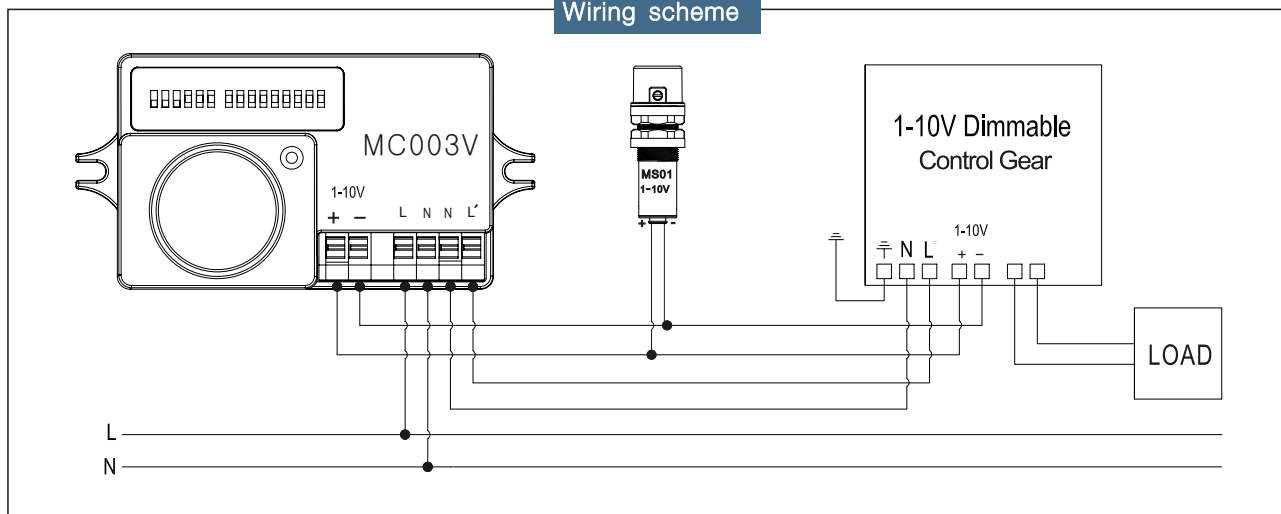 Wiring scheme
MC003V
1-10V
+ −
L N N L′
MS01
1-10V
+ -
1-10V Dimmable
Control Gear
1-10V
N L + −
LOAD
L
N